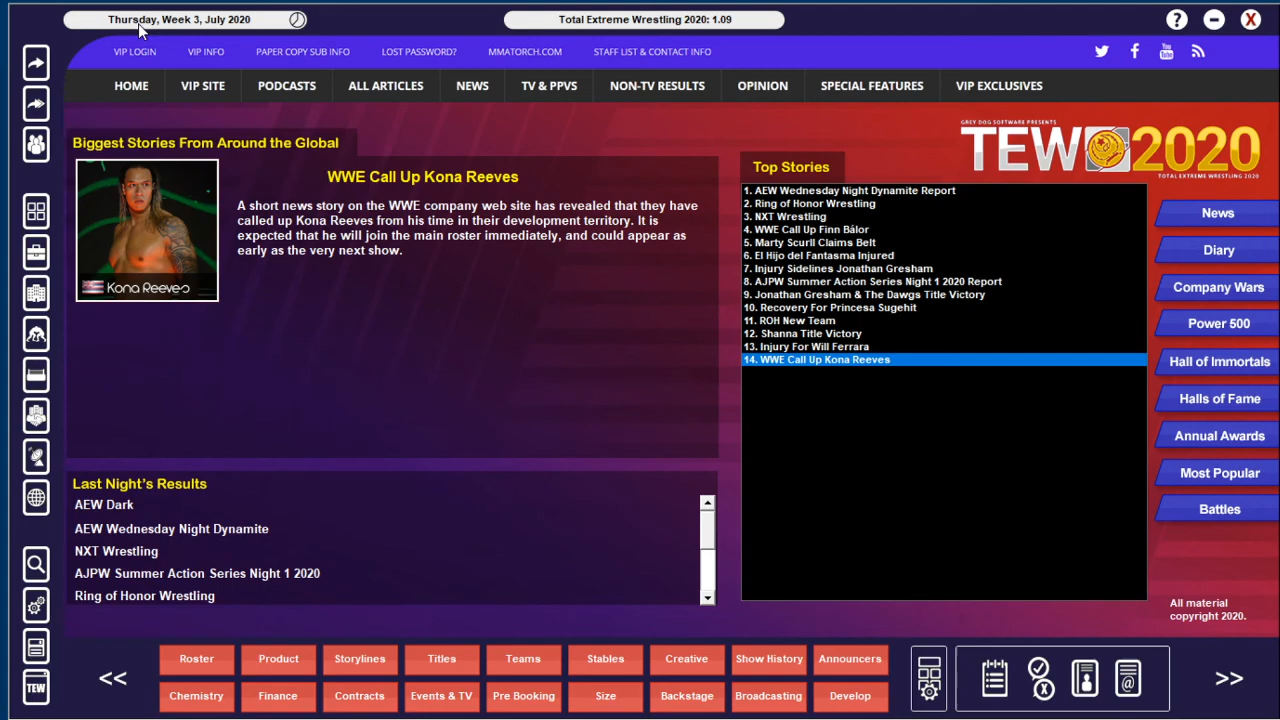 Thursday, Week 3, July 2020
Total Extreme Wrestling 2020: 1.09
?
X
VIP LOGIN
VIP INFO
PAPER COPY SUB INFO
LOST PASSWORD?
MMATORCH.COM
STAFF LIST & CONTACT INFO
HOME
VIP SITE
PODCASTS
ALL ARTICLES
NEWS
TV & PPVS
NON-TV RESULTS
OPINION
SPECIAL FEATURES
VIP EXCLUSIVES
GREY DOG SOFTWARE PRESENTS
TEW 2020
TOTAL EXTREME WRESTLING 2020
Biggest Stories From Around the Global
WWE Call Up Kona Reeves
A short news story on the WWE company web site has revealed that they have
called up Kona Reeves from his time in their development territory. It is
expected that he will join the main roster immediately, and could appear as
early as the very next show.
Kona Reeves
Top Stories
1. AEW Wednesday Night Dynamite Report
2. Ring of Honor Wrestling
3. NXT Wrestling
4. WWE Call Up Finn Bálor
5. Marty Scurll Claims Belt
6. El Hijo del Fantasma Injured
7. Injury Sidelines Jonathan Gresham
8. AJPW Summer Action Series Night 1 2020 Report
9. Jonathan Gresham & The Dawgs Title Victory
10. Recovery For Princesa Sugehit
11. ROH New Team
12. Shanna Title Victory
13. Injury For Will Ferrara
14. WWE Call Up Kona Reeves
News
Diary
Company Wars
Power 500
Hall of Immortals
Halls of Fame
Annual Awards
Most Popular
Battles
Last Night's Results
AEW Dark
AEW Wednesday Night Dynamite
NXT Wrestling
AJPW Summer Action Series Night 1 2020
Ring of Honor Wrestling
All material
copyright 2020.
TEW
<<
Roster
Product
Storylines
Titles
Teams
Stables
Creative
Show History
Announcers
Chemistry
Finance
Contracts
Events & TV
Pre Booking
Size
Backstage
Broadcasting
Develop
>>